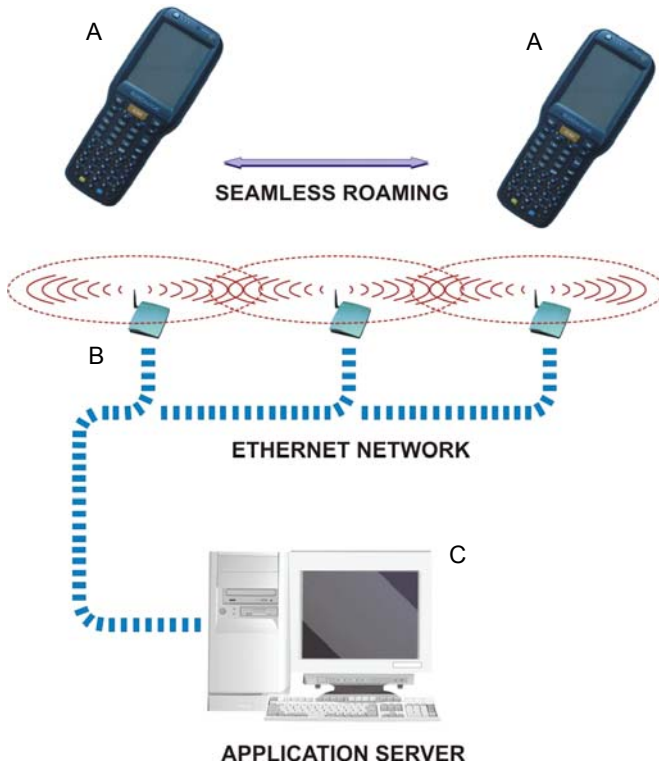 A
A
SEAMLESS ROAMING
B
ETHERNET NETWORK
C
APPLICATION SERVER